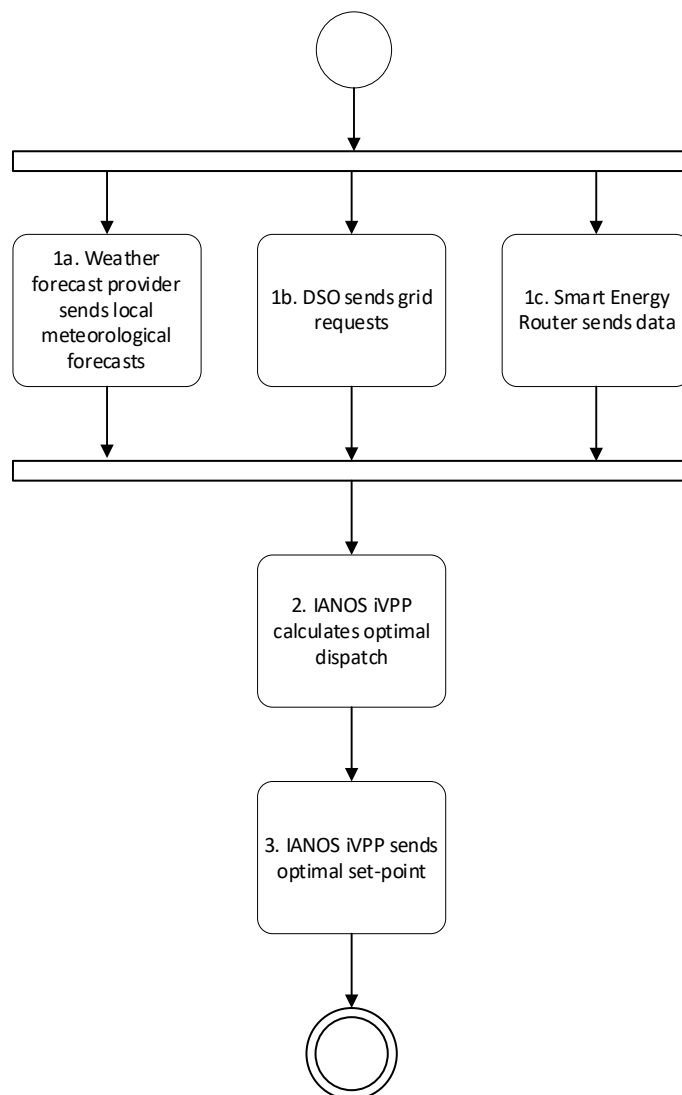 1a. Weather
forecast provider
sends local
meteorological
forecasts
1b. DSO sends grid
requests
1c. Smart Energy
Router sends data
2. IANOS iVPP
calculates optimal
dispatch
3. IANOS iVPP sends
optimal set-point